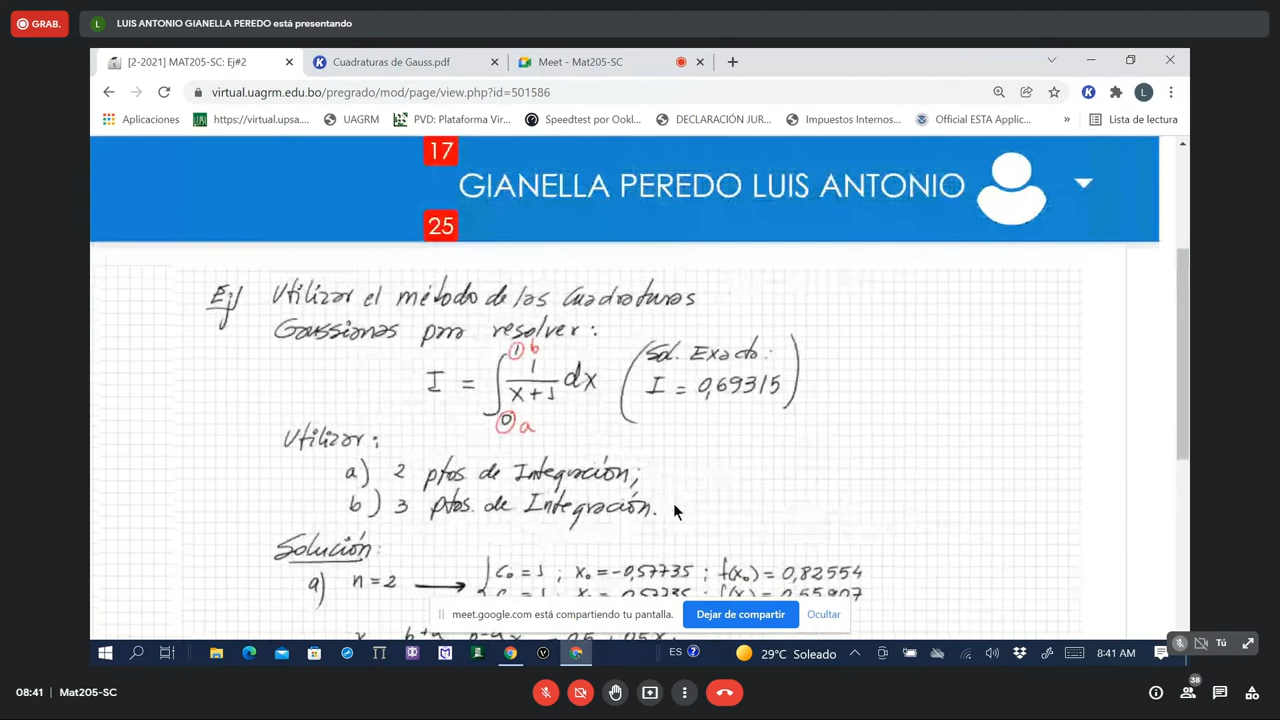 GRAB.
L
LUIS ANTONIO GIANELLA PEREDO está presentando
[2-2021] MAT205-SC: Ej#2
Cuadraturas de Gauss.pdf
Meet - Mat205-SC
virtual.uagrm.edu.bo/pregrado/mod/page/view.php?id=501586
L
Aplicaciones
https://virtual.upsa....
UAGRM
PVD: Plataforma Vir...
Speedtest por Ookl...
DECLARACIÓN JUR...
Impuestos Internos...
Official ESTA Applic...
»
Lista de lectura
17
GIANELLA PEREDO LUIS ANTONIO
25
Ej Utilizar el método de las Cuadraturas
Gaussianas para resolver:
I = ∫ 1/(x+1) dx (Sol. Exacta:
1 b
I = 0,69315)
0 a
Utilizar:
a) 2 ptos de Integración;
b) 3 ptos. de Integración.
Solución:
a) n=2 → C0 = 1 ; x0 = -0,57735 ; f(x0) = 0,82554
meet.google.com está compartiendo tu pantalla.
Dejar de compartir
Ocultar
ES
29°C Soleado
8:41 AM
Tú
08:41
Mat205-SC
38